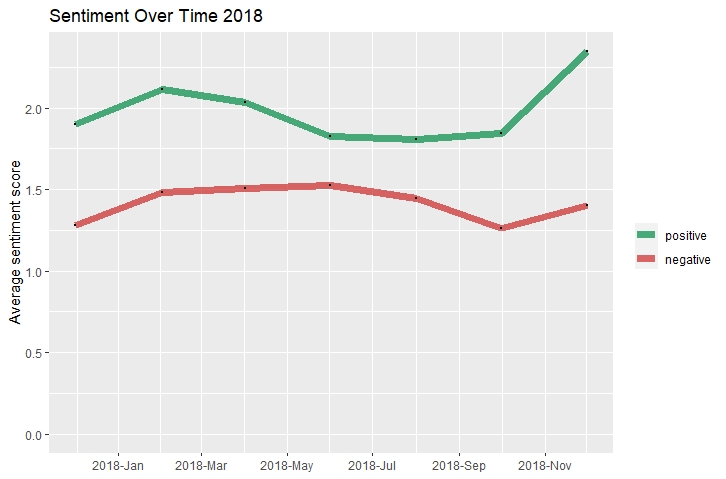 Sentiment Over Time 2018
Average sentiment score
2.0
1.5
1.0
0.5
0.0
2018-Jan 2018-Mar 2018-May 2018-Jul 2018-Sep 2018-Nov
positive
negative